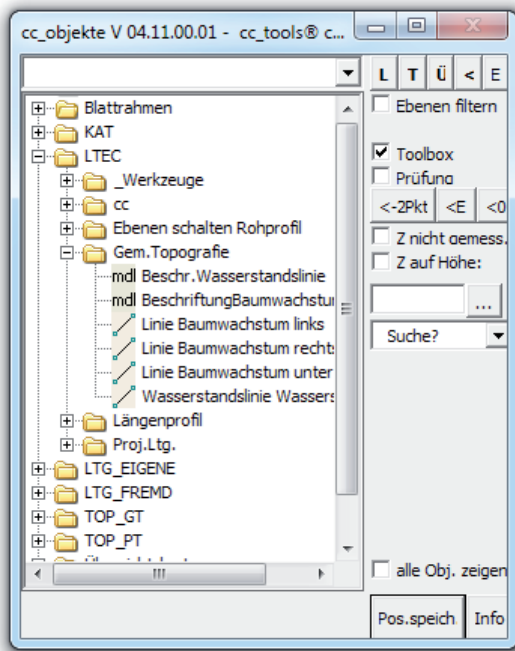 cc_objekte V 04.11.00.01 - cc_tools® c...
L T Ü < E
Ebenen filtern
Toolbox
Prüfung
<-2Pkt <E <0
Z nicht gemess.
Z auf Höhe:
...
Suche?
alle Obj. zeigen
Pos.speich. Info
Blattrahmen
KAT
LTEC
_Werkzeuge
cc
Ebenen schalten Rohprofil
Gem.Topografie
mdl Beschr.Wasserstandslinie
mdl BeschriftungBaumwachstu
Linie Baumwachstum links
Linie Baumwachstum rechts
Linie Baumwachstum unter
Wasserstandslinie Wassers
Längenprofil
Proj.Ltg.
LTG_EIGENE
LTG_FREMD
TOP_GT
TOP_PT